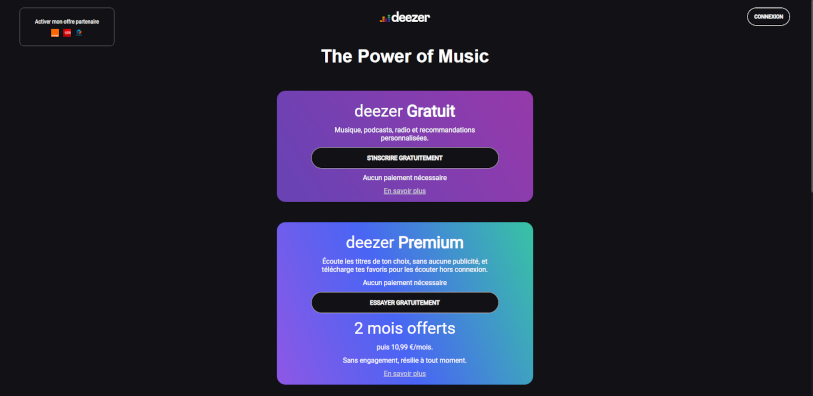 Activer mon offre partenaire
deezer
CONNEXION
The Power of Music
deezer Gratuit
Musique, podcasts, radio et recommandations
personnalisées.
S'INSCRIRE GRATUITEMENT
Aucun paiement nécessaire
En savoir plus
deezer Premium
Écoute les titres de ton choix, sans aucune publicité, et
télécharge tes favoris pour les écouter hors connexion.
Aucun paiement nécessaire
ESSAYER GRATUITEMENT
2 mois offerts
puis 10,99 €/mois.
Sans engagement, résilie à tout moment.
En savoir plus